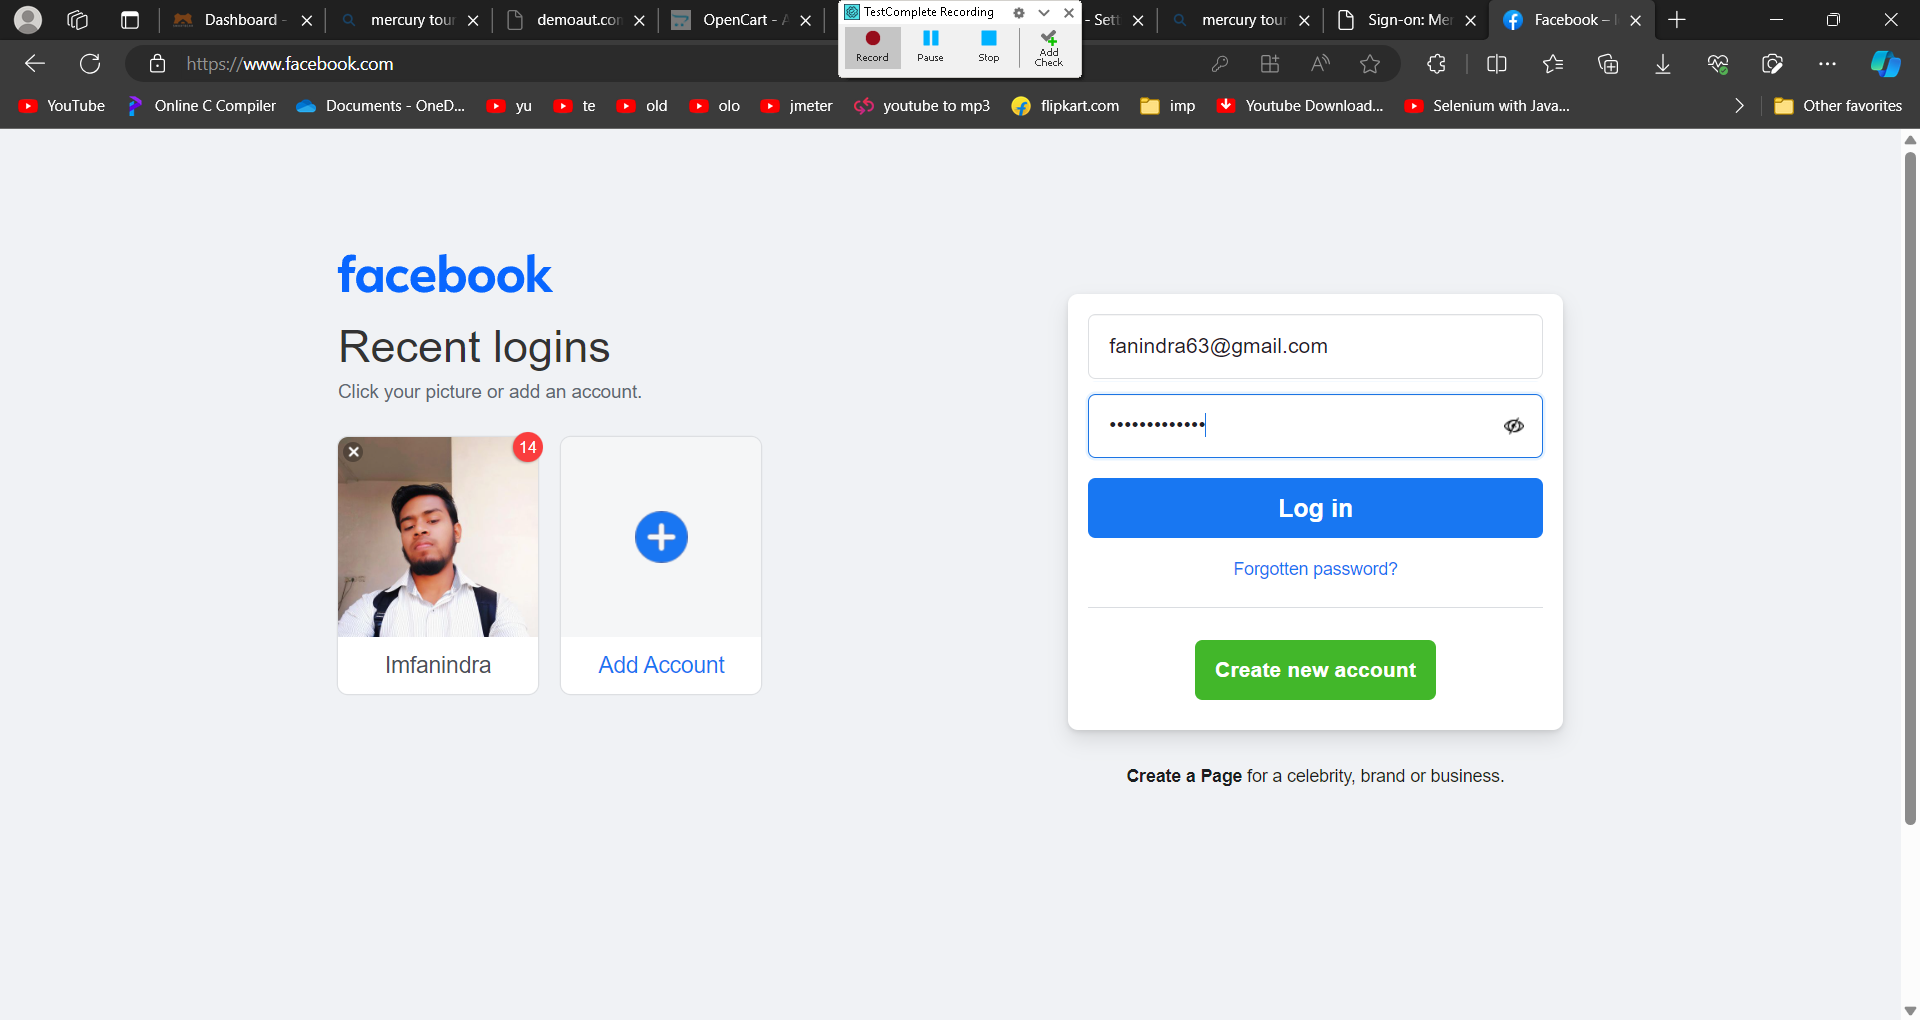 Dashboard -
mercury tour
demoaut.con
OpenCart - A
TestComplete Recording
- Sett
mercury tour
Sign-on: Mer
Facebook – l
Record
Pause
Stop
Add
Check
https://www.facebook.com
YouTube
Online C Compiler
Documents - OneD...
yu
te
old
olo
jmeter
youtube to mp3
flipkart.com
imp
Youtube Download...
Selenium with Java...
Other favorites
facebook
Recent logins
Click your picture or add an account.
14
Imfanindra
Add Account
fanindra63@gmail.com
•••••••••••••
Log in
Forgotten password?
Create new account
Create a Page for a celebrity, brand or business.